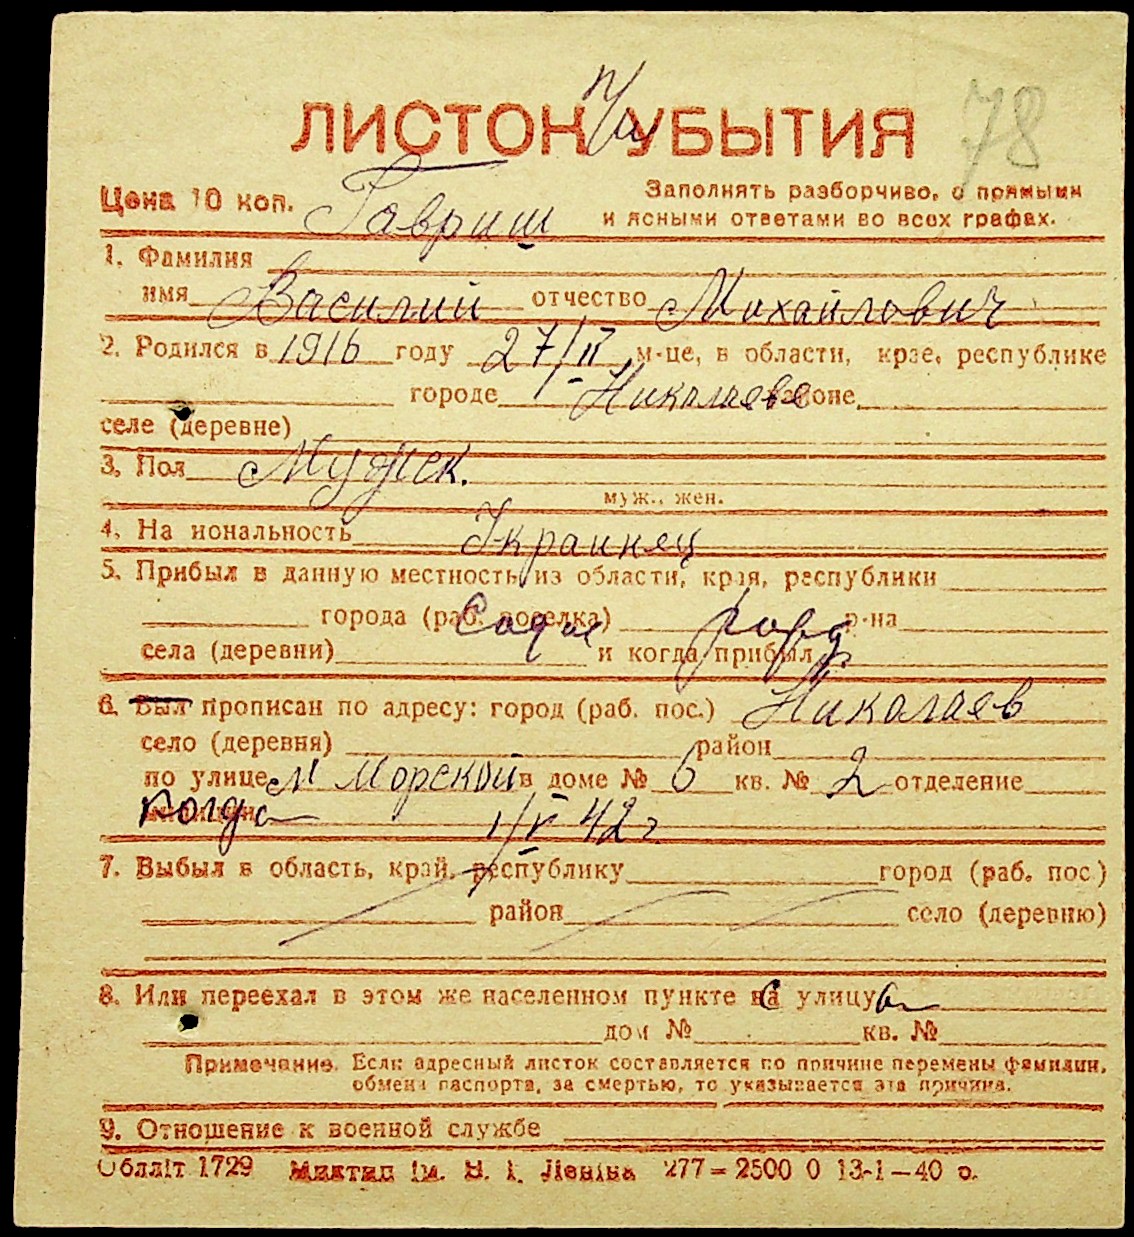 78
ЛИСТОК УБЫТИЯ
Цена 10 коп. Гавриш Заполнять разборчиво, с прямыми
и ясными ответами во всех графах.
1. Фамилия
имя Василий отчество Михайлович
2. Родился в 1916 году 27/ м-це, в области, крае, республике
городе Николаеве районе
селе (деревне)
3. Пол Мужск.
муж., жен.
4. На иональность Украинец
5. Прибыл в данную местность из области, края, республики
города (раб. поселка) р-на
села (деревни) и когда прибыл
6. Был прописан по адресу: город (раб. пос.) Николаев
село (деревня) район
по улице М Морской в доме № 6 кв. № 2 отделение
когда 1/V 42 г
7. Выбыл в область, край, республику город (раб. пос)
район село (деревню)
8. Или переехал в этом же населенном пункте на улицу
дом № кв. №
Примечание. Если адресный листок составляется по причине перемены фамилии,
обмена паспорта, за смертью, то указывается эта причина.
9. Отношение к военной службе
Обlліт 1729 Миктип ім. В. І. Леніна 277—2500 0 13-1—40 р.